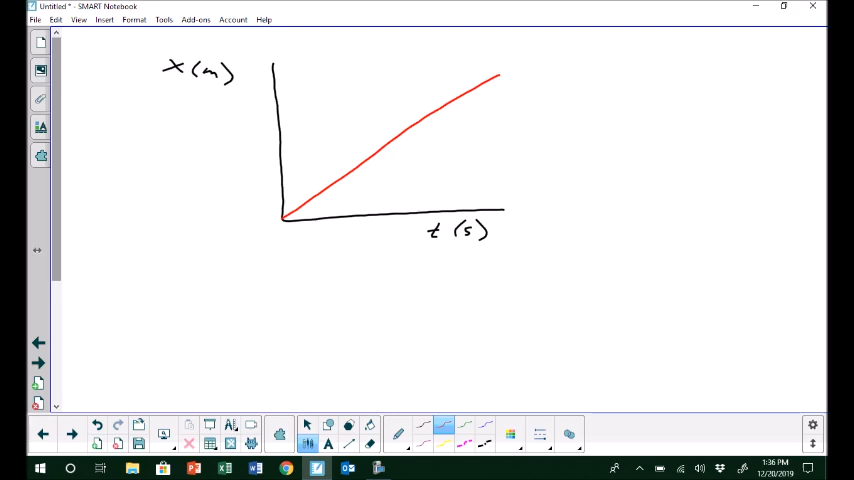 Untitled * - SMART Notebook
File Edit View Insert Format Tools Add-ons Account Help
x (m)
t (s)
1:36 PM
12/20/2019